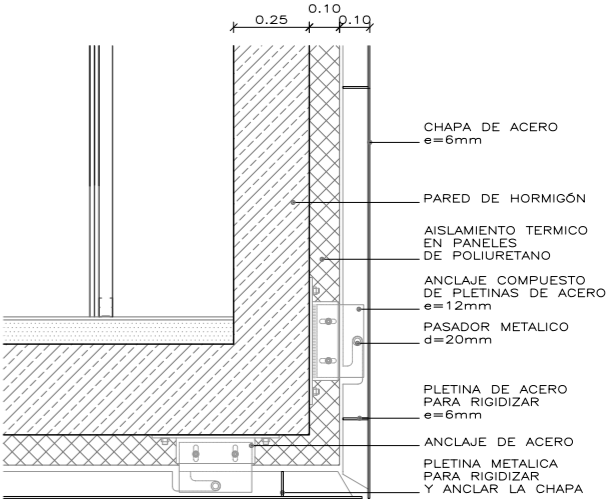 0.10
0.25
0.10
CHAPA DE ACERO
e=6mm
PARED DE HORMIGÓN
AISLAMIENTO TERMICO
EN PANELES
DE POLIURETANO
ANCLAJE COMPUESTO
DE PLETINAS DE ACERO
e=12mm
PASADOR METALICO
d=20mm
PLETINA DE ACERO
PARA RIGIDIZAR
e=6mm
ANCLAJE DE ACERO
PLETINA METALICA
PARA RIGIDIZAR
Y ANCLAR LA CHAPA